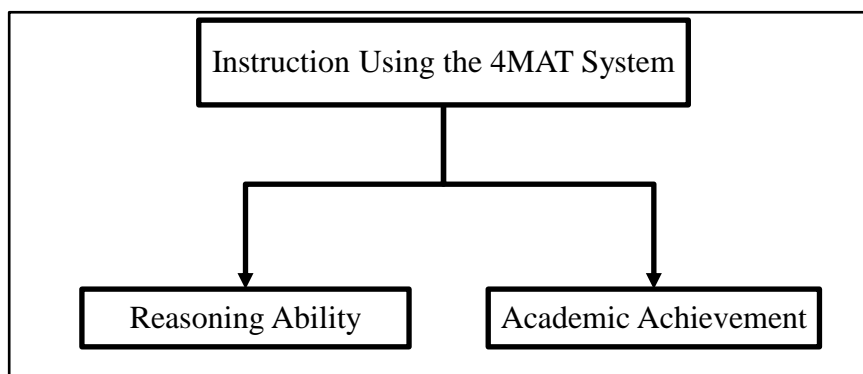 Instruction Using the 4MAT System
Reasoning Ability
Academic Achievement